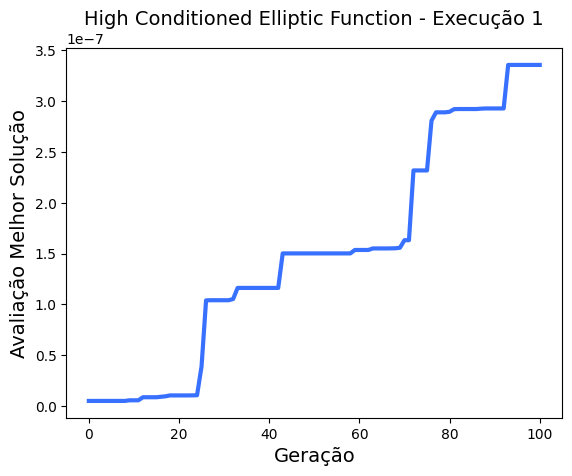 High Conditioned Elliptic Function - Execução 1
1e−7
3.5
3.0
2.5
2.0
1.5
1.0
0.5
0.0
Avaliação Melhor Solução
0 20 40 60 80 100
Geração